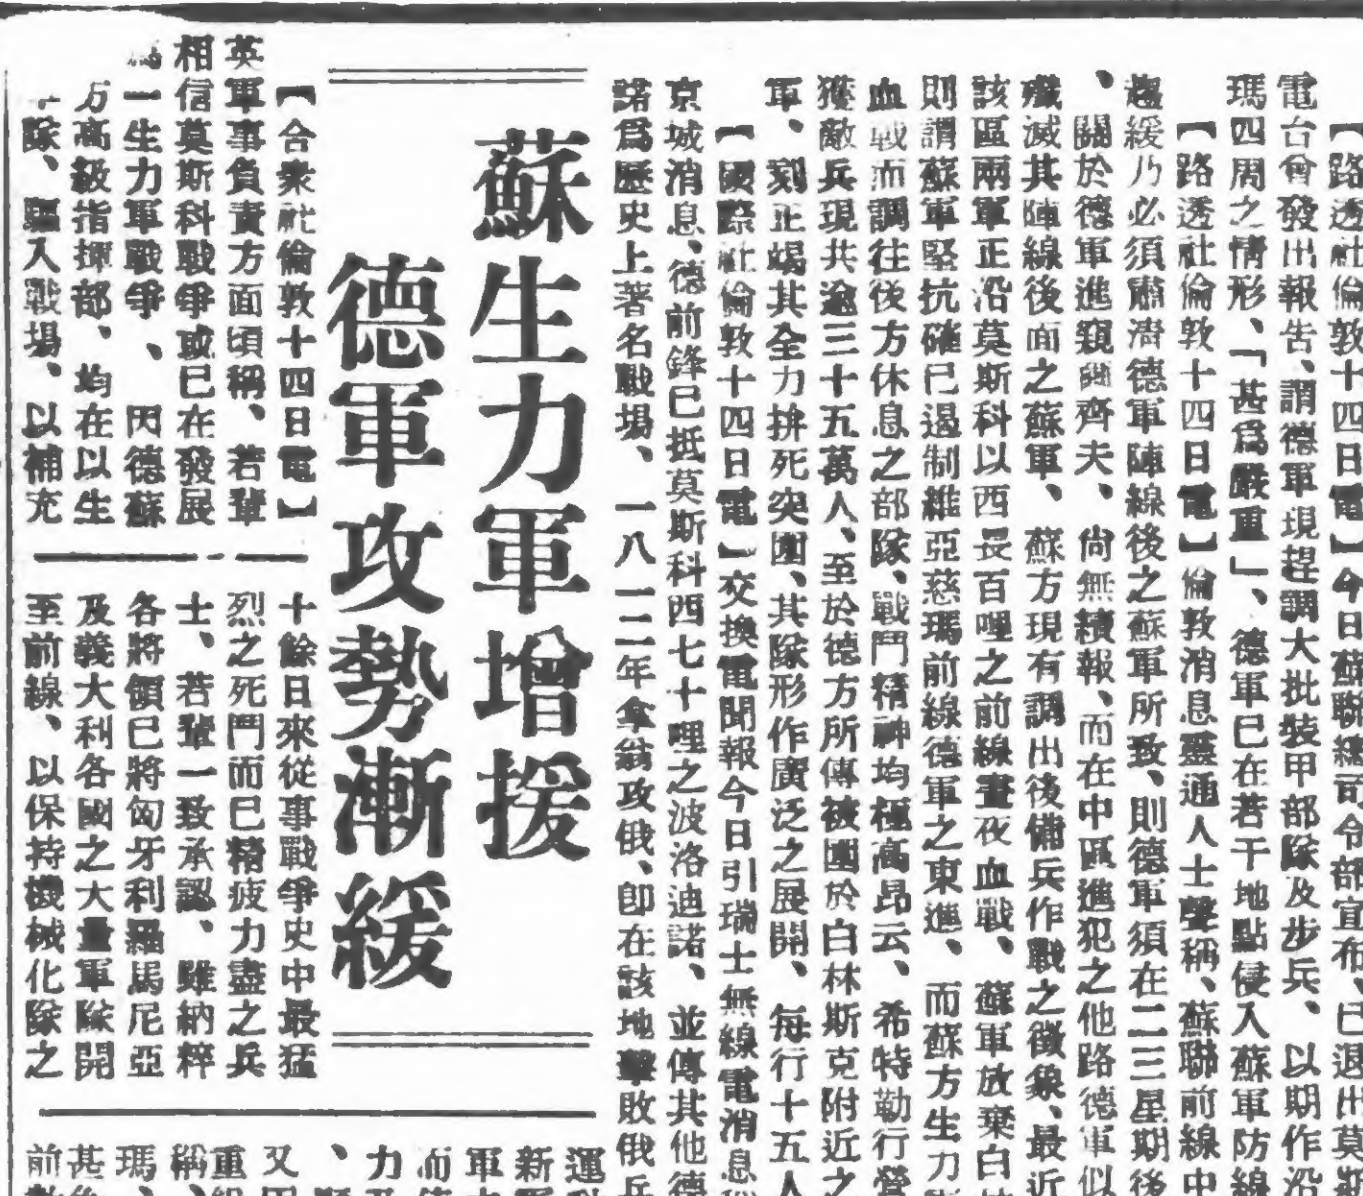 【路透社倫敦十四日電】今日蘇聯總司令部宣布、已退出莫
電台曾發出報告、謂德軍現趕調大批裝甲部隊及步兵、以期作沿
瑪四周之情形、「甚爲嚴重」、德軍已在若干地點侵入蘇軍防線
【路透社倫敦十四日電】倫敦消息靈通人士聲稱、蘇聯前線中
趨緩乃必須肅清德軍陣線後之蘇軍所致、則德軍須在二三星期後
、關於德軍進窺 齊夫、尙無續報、而在中區進犯之他路德軍似
殲滅其陣線後面之蘇軍、蘇方現有調出後備兵作戰之徵象、最近
該區兩軍正沿莫斯科以西長百哩之前線晝夜血戰、蘇軍放棄白
則謂蘇軍堅抗確已遏制維亞慈瑪前線德軍之東進、而蘇方生力
血戰而調往後方休息之部隊、戰鬥精神均極高昂云、希特勒行營
獲敵兵現共逾三十五萬人、至於德方所傳被圍於白林斯克附近之
軍、刻正竭其全力拚死突圍、其隊形作廣泛之展開、每行十五人
【國際社倫敦十四日電】交換電聞報今日引瑞士無線電消息
京城消息、德前鋒已抵莫斯科四七十哩之波洛迪諾、並傳其他德
諾爲歷史上著名戰場、一八一二年拿翁攻俄、卽在該地擊敗俄兵
蘇生力軍增援
德軍攻勢漸緩
【合衆社倫敦十四日電】
英軍事負責方面頃稱、若輩
相信莫斯科戰爭或已在發展
爲一生力軍戰爭、因德蘇
方高級指揮部、均在以生
隊、驅入戰場、以補充
十餘日來從事戰爭史中最猛
烈之死鬥而已精疲力盡之兵
士、若輩一致承認、雖納粹
各將領已將匈牙利羅馬尼亞
及義大利各國之大量軍隊開
至前線、以保持機械化隊之
運
新
軍
而
力
、
又
重
稱、
瑪、
甚
前